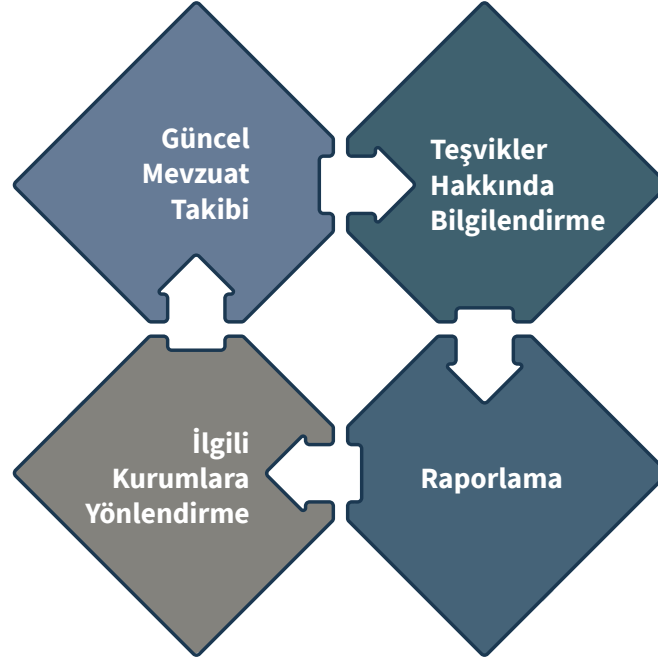 Güncel
Mevzuat
Takibi
Teşvikler
Hakkında
Bilgilendirme
İlgili
Kurumlara
Yönlendirme
Raporlama